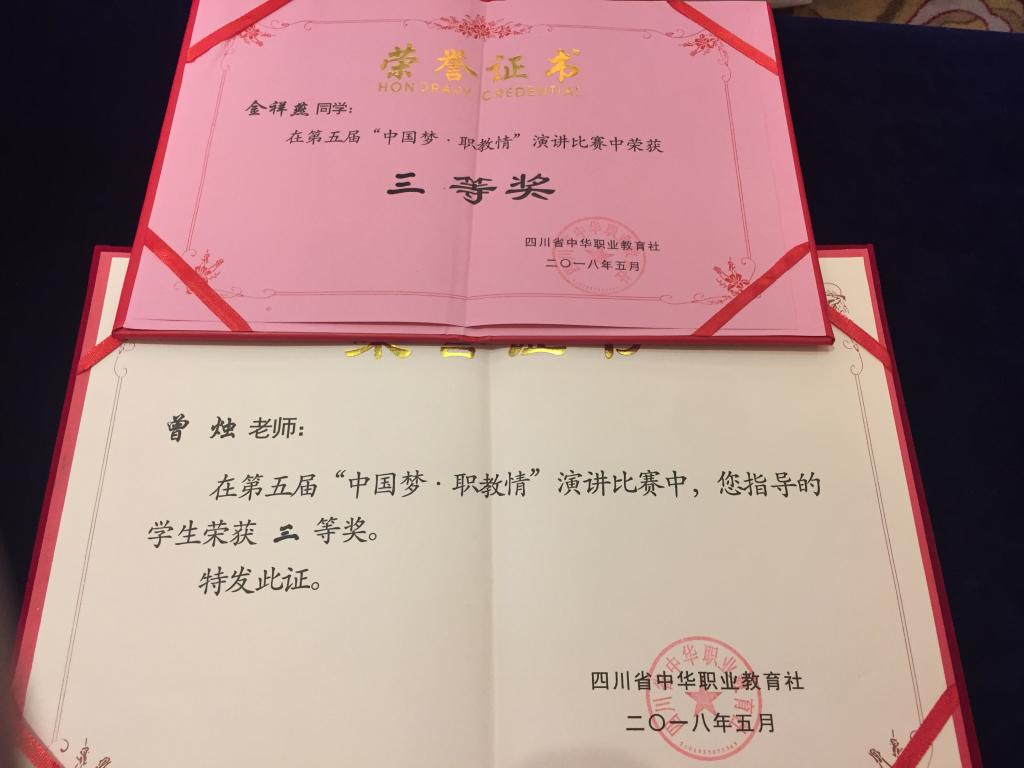 荣誉证书
HONORARY CREDENTIAL
金祥燕 同学：
在第五届“中国梦·职教情”演讲比赛中荣获
三等奖
四川省中华职业教育社
二〇一八年五月
荣誉证书
曾 烛 老师：
在第五届“中国梦·职教情”演讲比赛中，您指导的
学生荣获 三 等奖。
特发此证。
四川省中华职业教育社
二〇一八年五月